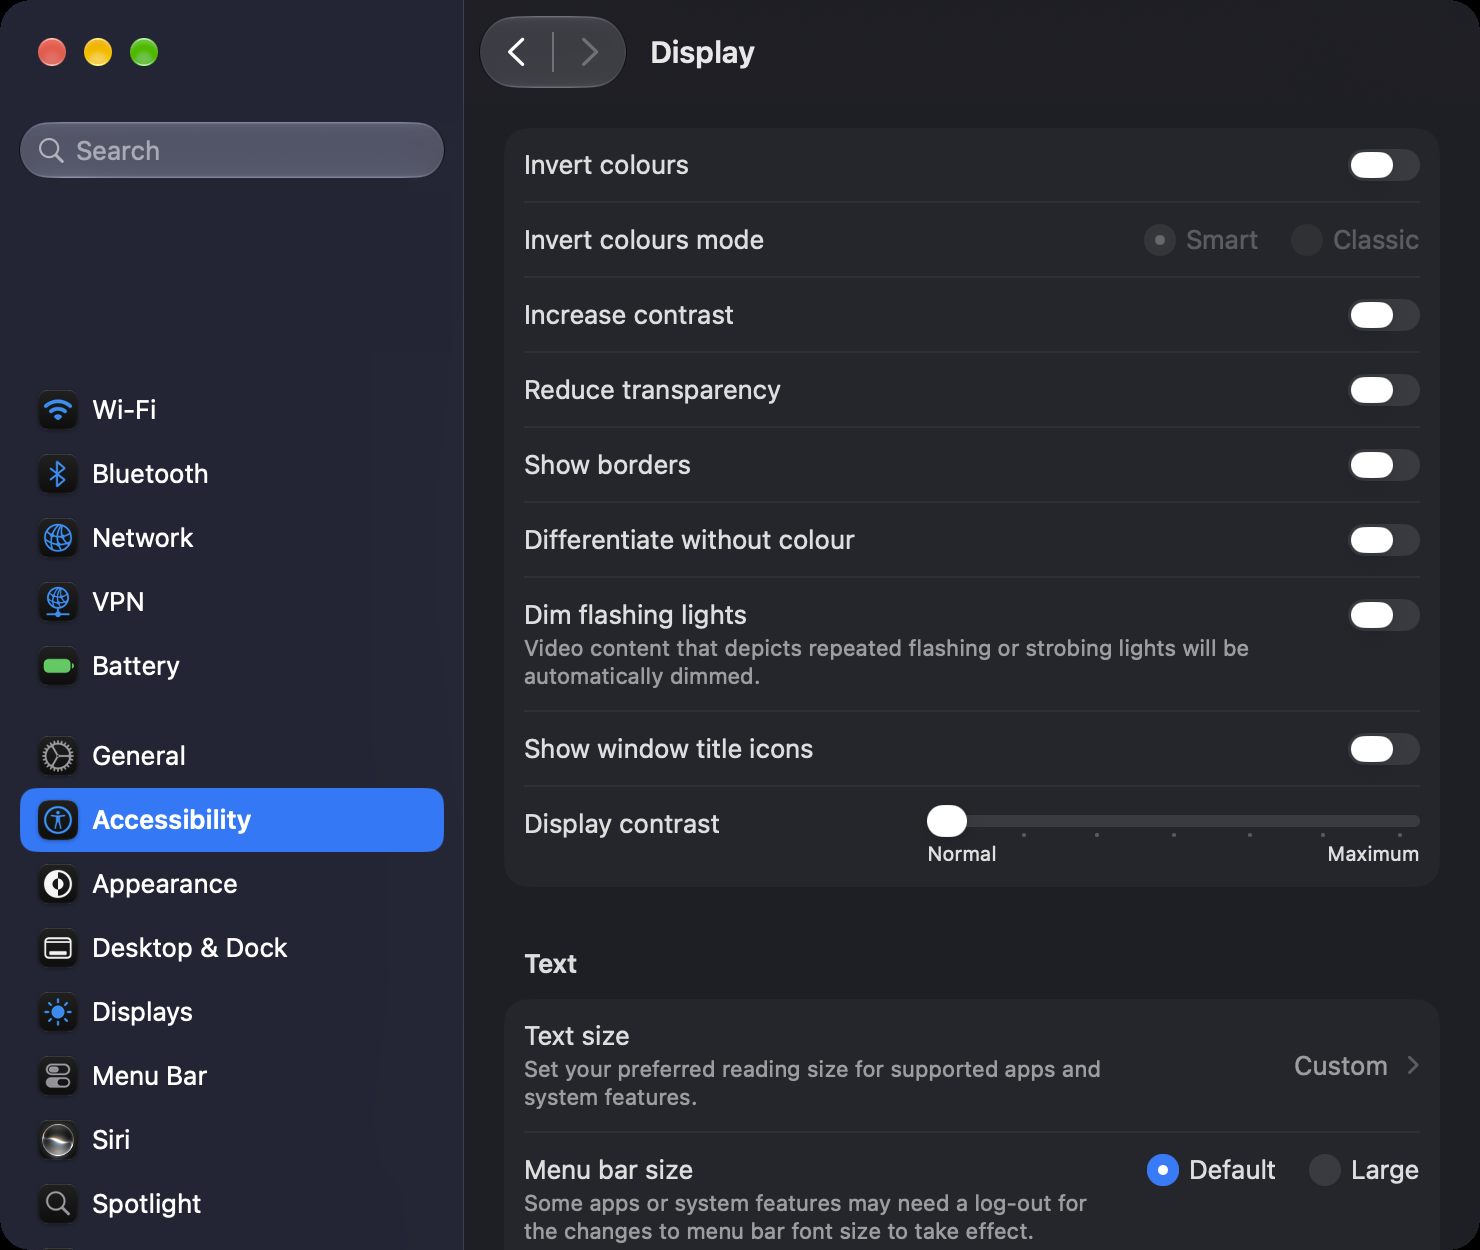 Display
Search
Wi-Fi
Bluetooth
Network
VPN
Battery
General
Accessibility
Appearance
Desktop & Dock
Displays
Menu Bar
Siri
Spotlight
Invert colours
Invert colours mode Smart Classic
Increase contrast
Reduce transparency
Show borders
Differentiate without colour
Dim flashing lights
Video content that depicts repeated flashing or strobing lights will be
automatically dimmed.
Show window title icons
Display contrast
Normal Maximum
Text
Text size
Set your preferred reading size for supported apps and
system features.
Custom
Menu bar size Default Large
Some apps or system features may need a log-out for
the changes to menu bar font size to take effect.